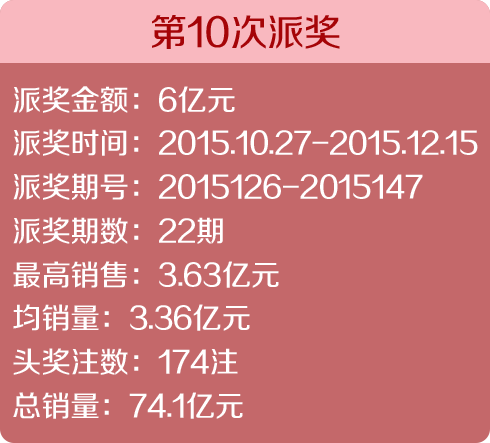 第10次派奖
派奖金额：6亿元
派奖时间：2015.10.27-2015.12.15
派奖期号：2015126-2015147
派奖期数：22期
最高销售：3.63亿元
均销量：3.36亿元
头奖注数：174注
总销量：74.1亿元